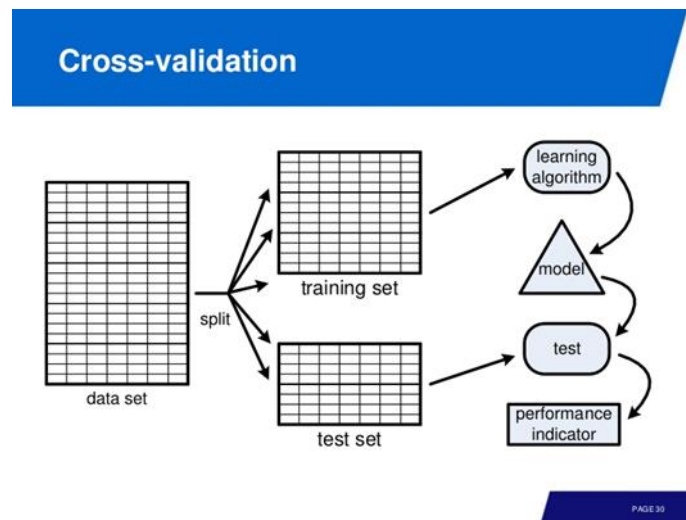 Cross-validation
data set
split
training set
test set
learning
algorithm
model
test
performance
indicator
PAGE 30